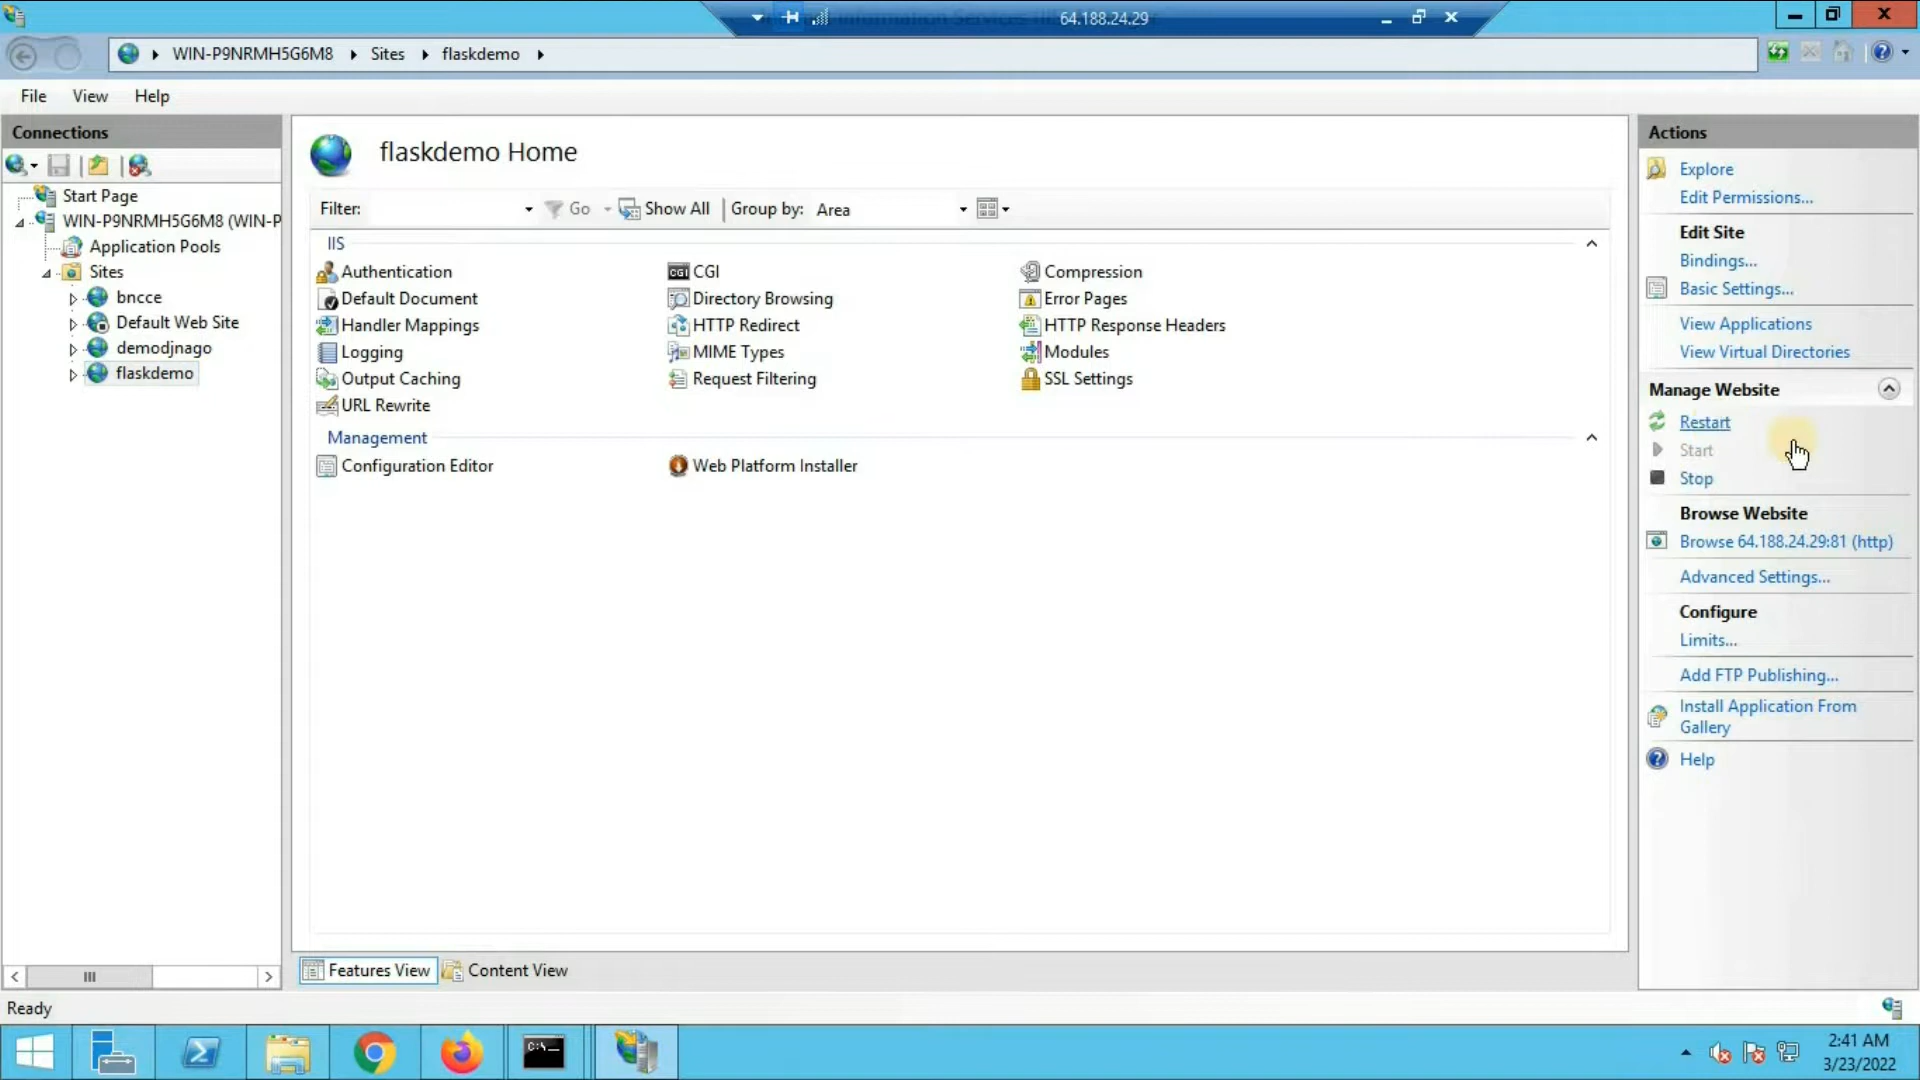 64.188.24.29
WIN-P9NRMH5G6M8 Sites flaskdemo
File View Help
Connections
Start Page
WIN-P9NRMH5G6M8 (WIN-P
Application Pools
Sites
bncce
Default Web Site
demodjnago
flaskdemo
flaskdemo Home
Filter: Go Show All Group by: Area
IIS
Authentication CGI Compression
Default Document Directory Browsing Error Pages
Handler Mappings HTTP Redirect HTTP Response Headers
Logging MIME Types Modules
Output Caching Request Filtering SSL Settings
URL Rewrite
Management
Configuration Editor Web Platform Installer
Features View Content View
Actions
Explore
Edit Permissions...
Edit Site
Bindings...
Basic Settings...
View Applications
View Virtual Directories
Manage Website
Restart
Start
Stop
Browse Website
Browse 64.188.24.29:81 (http)
Advanced Settings...
Configure
Limits...
Add FTP Publishing...
Install Application From
Gallery
Help
Ready
2:41 AM
3/23/2022